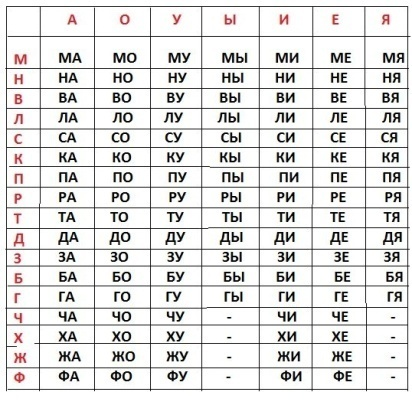 А О У Ы И Е Я
М МА МО МУ МЫ МИ МЕ МЯ
Н НА НО НУ НЫ НИ НЕ НЯ
В ВА ВО ВУ ВЫ ВИ ВЕ ВЯ
Л ЛА ЛО ЛУ ЛЫ ЛИ ЛЕ ЛЯ
С СА СО СУ СЫ СИ СЕ СЯ
К КА КО КУ КЫ КИ КЕ КЯ
П ПА ПО ПУ ПЫ ПИ ПЕ ПЯ
Р РА РО РУ РЫ РИ РЕ РЯ
Т ТА ТО ТУ ТЫ ТИ ТЕ ТЯ
Д ДА ДО ДУ ДЫ ДИ ДЕ ДЯ
З ЗА ЗО ЗУ ЗЫ ЗИ ЗЕ ЗЯ
Б БА БО БУ БЫ БИ БЕ БЯ
Г ГА ГО ГУ ГЫ ГИ ГЕ ГЯ
Ч ЧА ЧО ЧУ - ЧИ ЧЕ -
Х ХА ХО ХУ - ХИ ХЕ -
Ж ЖА ЖО ЖУ - ЖИ ЖЕ -
Ф ФА ФО ФУ - ФИ ФЕ -